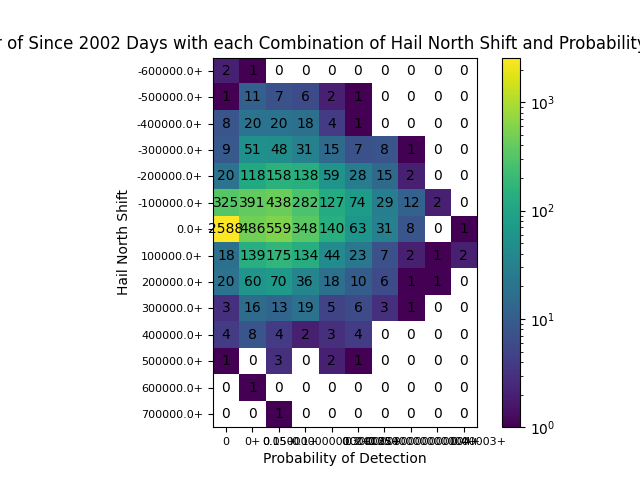 r of Since 2002 Days with each Combination of Hail North Shift and Probability
-600000.0+ 2 1 0 0 0 0 0 0 0 0
-500000.0+ 1 11 7 6 2 1 0 0 0 0
-400000.0+ 8 20 20 18 4 1 0 0 0 0
-300000.0+ 9 51 48 31 15 7 8 1 0 0
-200000.0+ 20 118 158 138 59 28 15 2 0 0
-100000.0+ 325 391 438 282 127 74 29 12 2 0
0.0+ 2588 486 559 348 140 63 31 8 0 1
100000.0+ 18 139 175 134 44 23 7 2 1 2
200000.0+ 20 60 70 36 18 10 6 1 1 0
300000.0+ 3 16 13 19 5 6 3 1 0 0
400000.0+ 4 8 4 2 3 4 0 0 0 0
500000.0+ 1 0 3 0 2 1 0 0 0 0
600000.0+ 0 1 0 0 0 0 0 0 0 0
700000.0+ 0 0 1 0 0 0 0 0 0 0
0 0+
Probability of Detection
Hail North Shift
10³
10²
10¹
10⁰